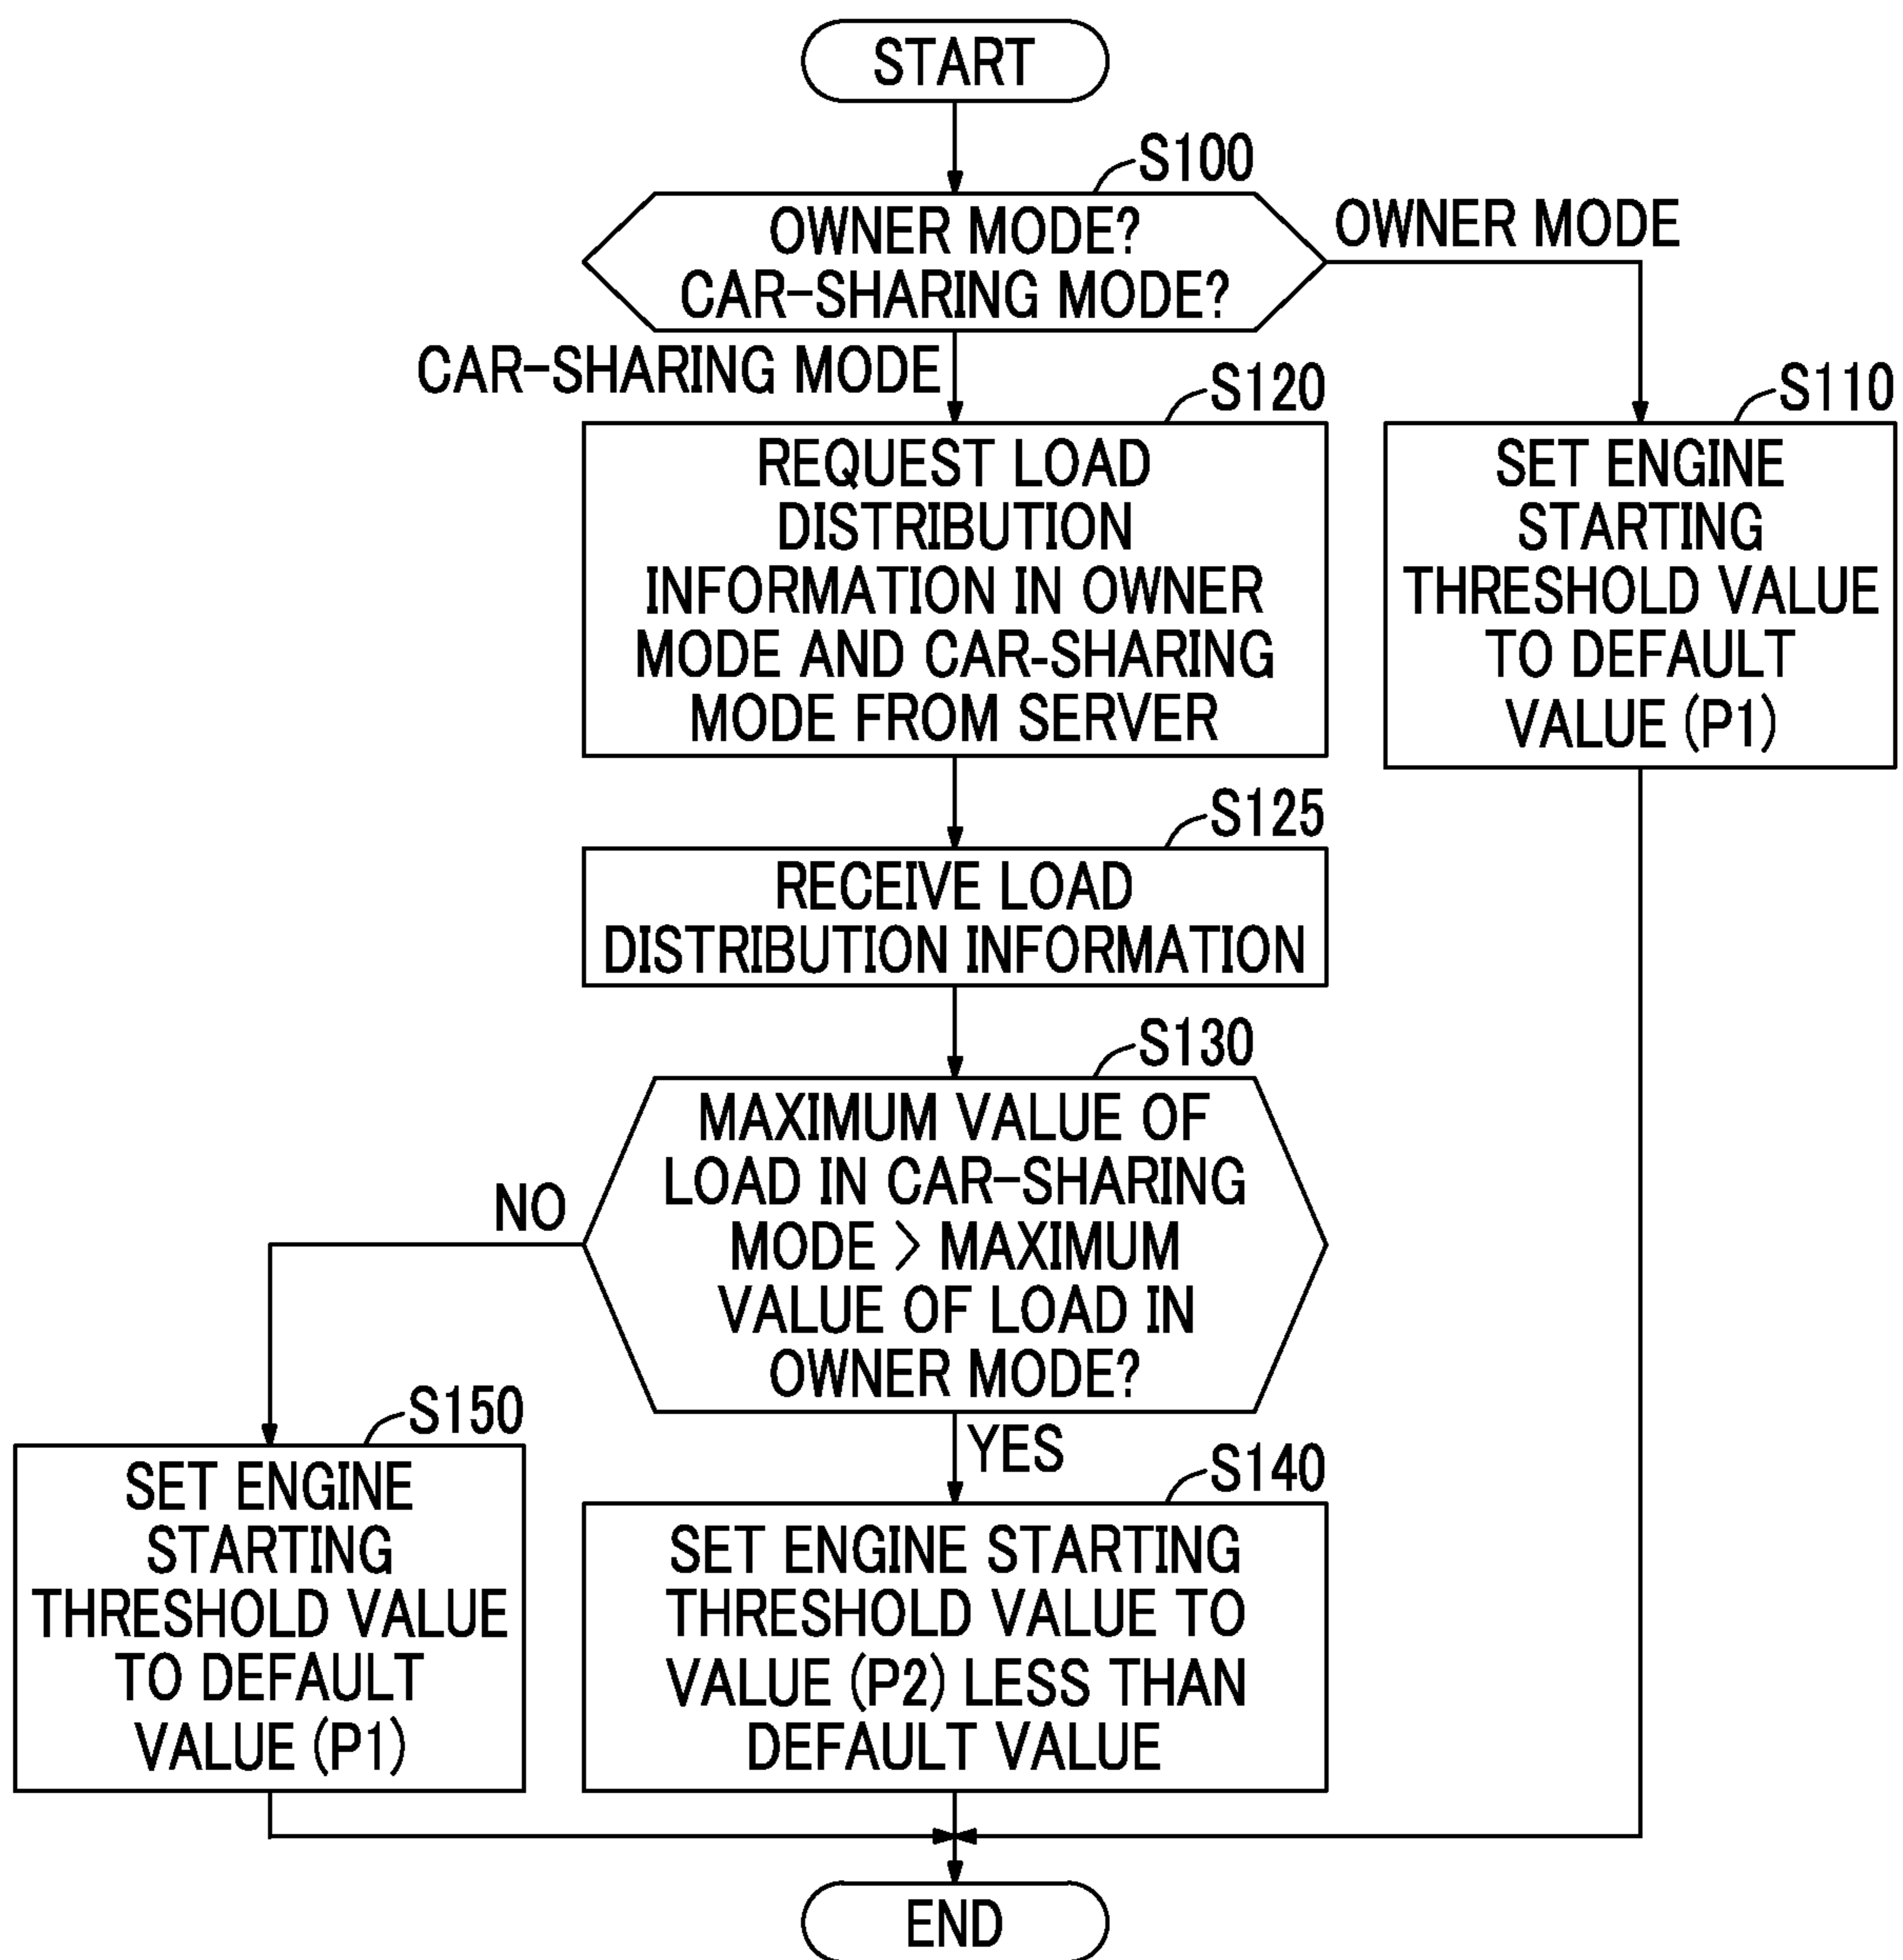 START
S100
OWNER MODE?
CAR-SHARING MODE?
OWNER MODE
CAR-SHARING MODE
S120
REQUEST LOAD
DISTRIBUTION
INFORMATION IN OWNER
MODE AND CAR-SHARING
MODE FROM SERVER
S110
SET ENGINE
STARTING
THRESHOLD VALUE
TO DEFAULT
VALUE (P1)
S125
RECEIVE LOAD
DISTRIBUTION INFORMATION
S130
MAXIMUM VALUE OF
LOAD IN CAR-SHARING
MODE > MAXIMUM
VALUE OF LOAD IN
OWNER MODE?
NO
YES
S150
SET ENGINE
STARTING
THRESHOLD VALUE
TO DEFAULT
VALUE (P1)
S140
SET ENGINE STARTING
THRESHOLD VALUE TO
VALUE (P2) LESS THAN
DEFAULT VALUE
END